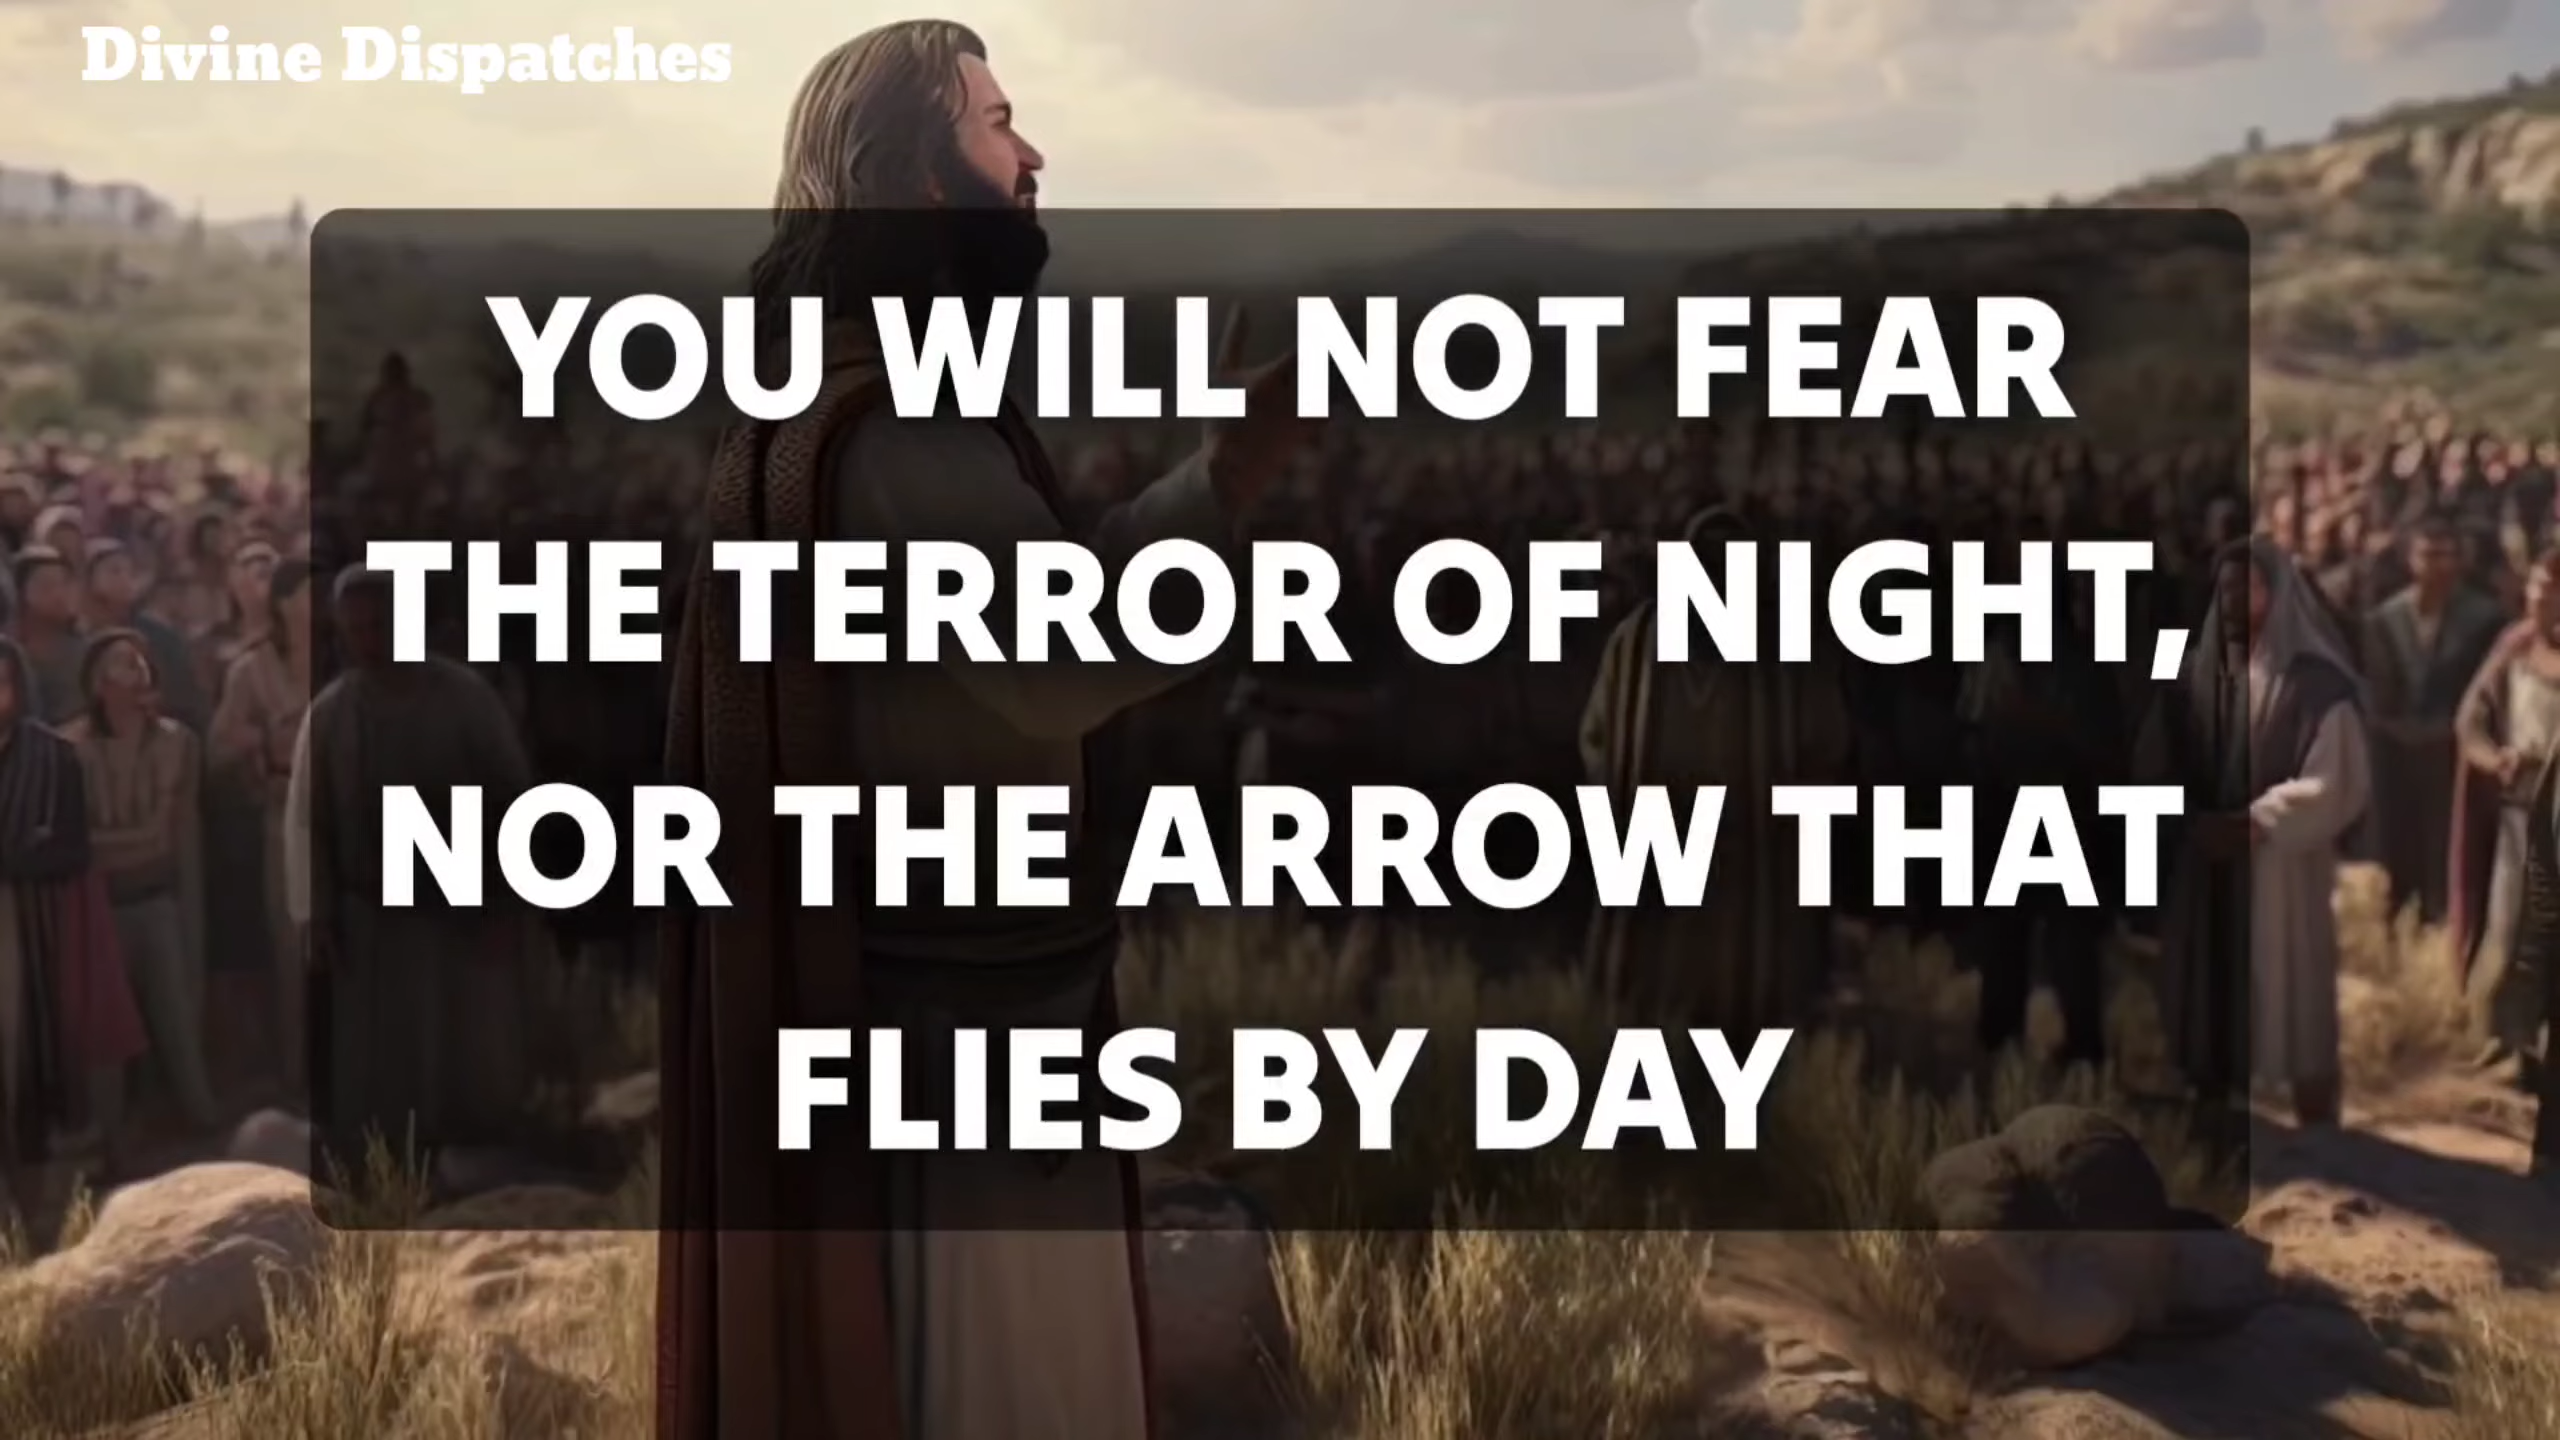 Divine Dispatches
YOU WILL NOT FEAR
THE TERROR OF NIGHT,
NOR THE ARROW THAT
FLIES BY DAY